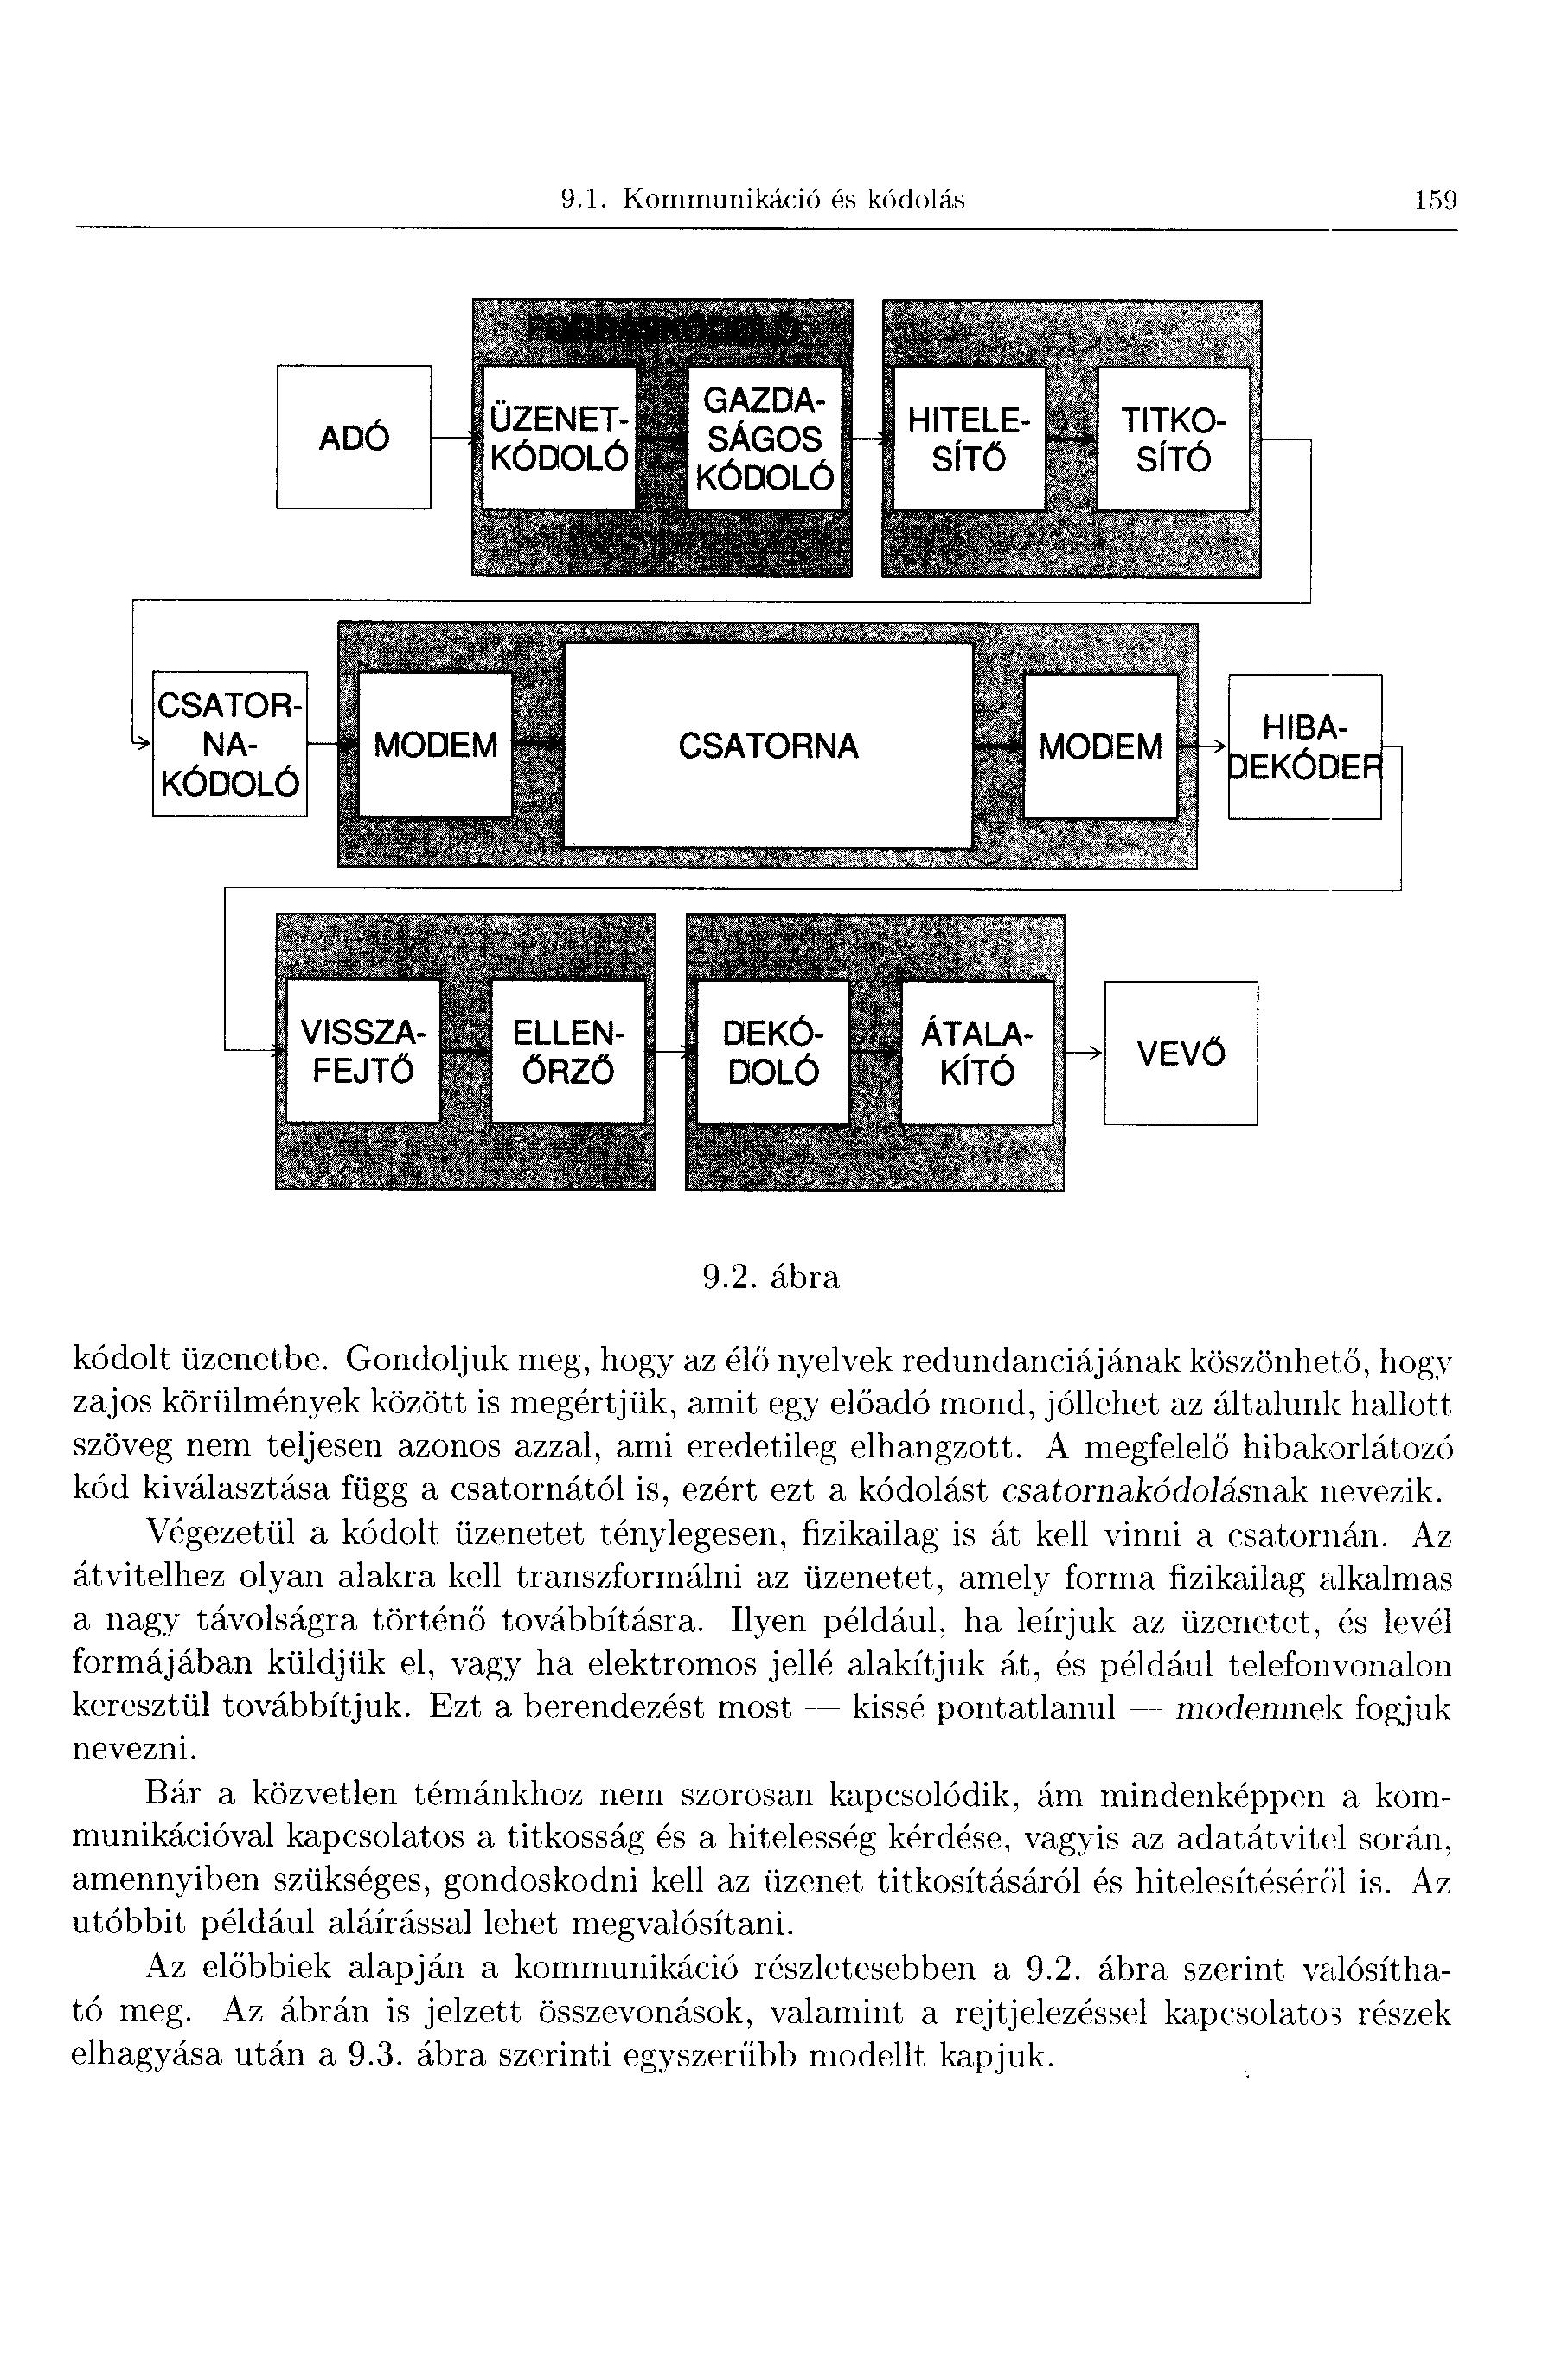 9.1. Kommunikáció és kódolás 159
FORRÁSKÓDOLÓ
ADÓ
ÜZENET-
KÓDOLÓ
GAZDA-
SÁGOS
KÓDOLÓ
HITELE-
SÍTŐ
TITKO-
SÍTÓ
CSATOR-
NA-
KÓDOLÓ
MODEM
CSATORNA
MODEM
HIBA-
DEKÓDER
VISSZA-
FEJTŐ
ELLEN-
ŐRZŐ
DEKÓ-
DOLÓ
ÁTALA-
KÍTÓ
VEVŐ
9.2. ábra
kódolt üzenetbe. Gondoljuk meg, hogy az élő nyelvek redundanciájának köszönhető, hogy
zajos körülmények között is megértjük, amit egy előadó mond, jóllehet az általunk hallott
szöveg nem teljesen azonos azzal, ami eredetileg elhangzott. A megfelelő hibakorlátozó
kód kiválasztása függ a csatornától is, ezért ezt a kódolást csatornakódolásnak nevezik.
Végezetül a kódolt üzenetet ténylegesen, fizikailag is át kell vinni a csatornán. Az
átvitelhez olyan alakra kell transzformálni az üzenetet, amely forma fizikailag alkalmas
a nagy távolságra történő továbbításra. Ilyen például, ha leírjuk az üzenetet, és levél
formájában küldjük el, vagy ha elektromos jellé alakítjuk át, és például telefonvonalon
keresztül továbbítjuk. Ezt a berendezést most — kissé pontatlanul — modemnek fogjuk
nevezni.
Bár a közvetlen témánkhoz nem szorosan kapcsolódik, ám mindenképpen a kom-
munikációval kapcsolatos a titkosság és a hitelesség kérdése, vagyis az adatátvitel során,
amennyiben szükséges, gondoskodni kell az üzenet titkosításáról és hitelesítéséről is. Az
utóbbit például aláírással lehet megvalósítani.
Az előbbiek alapján a kommunikáció részletesebben a 9.2. ábra szerint valósítha-
tó meg. Az ábrán is jelzett összevonások, valamint a rejtjelezéssel kapcsolatos részek
elhagyása után a 9.3. ábra szerinti egyszerűbb modellt kapjuk.